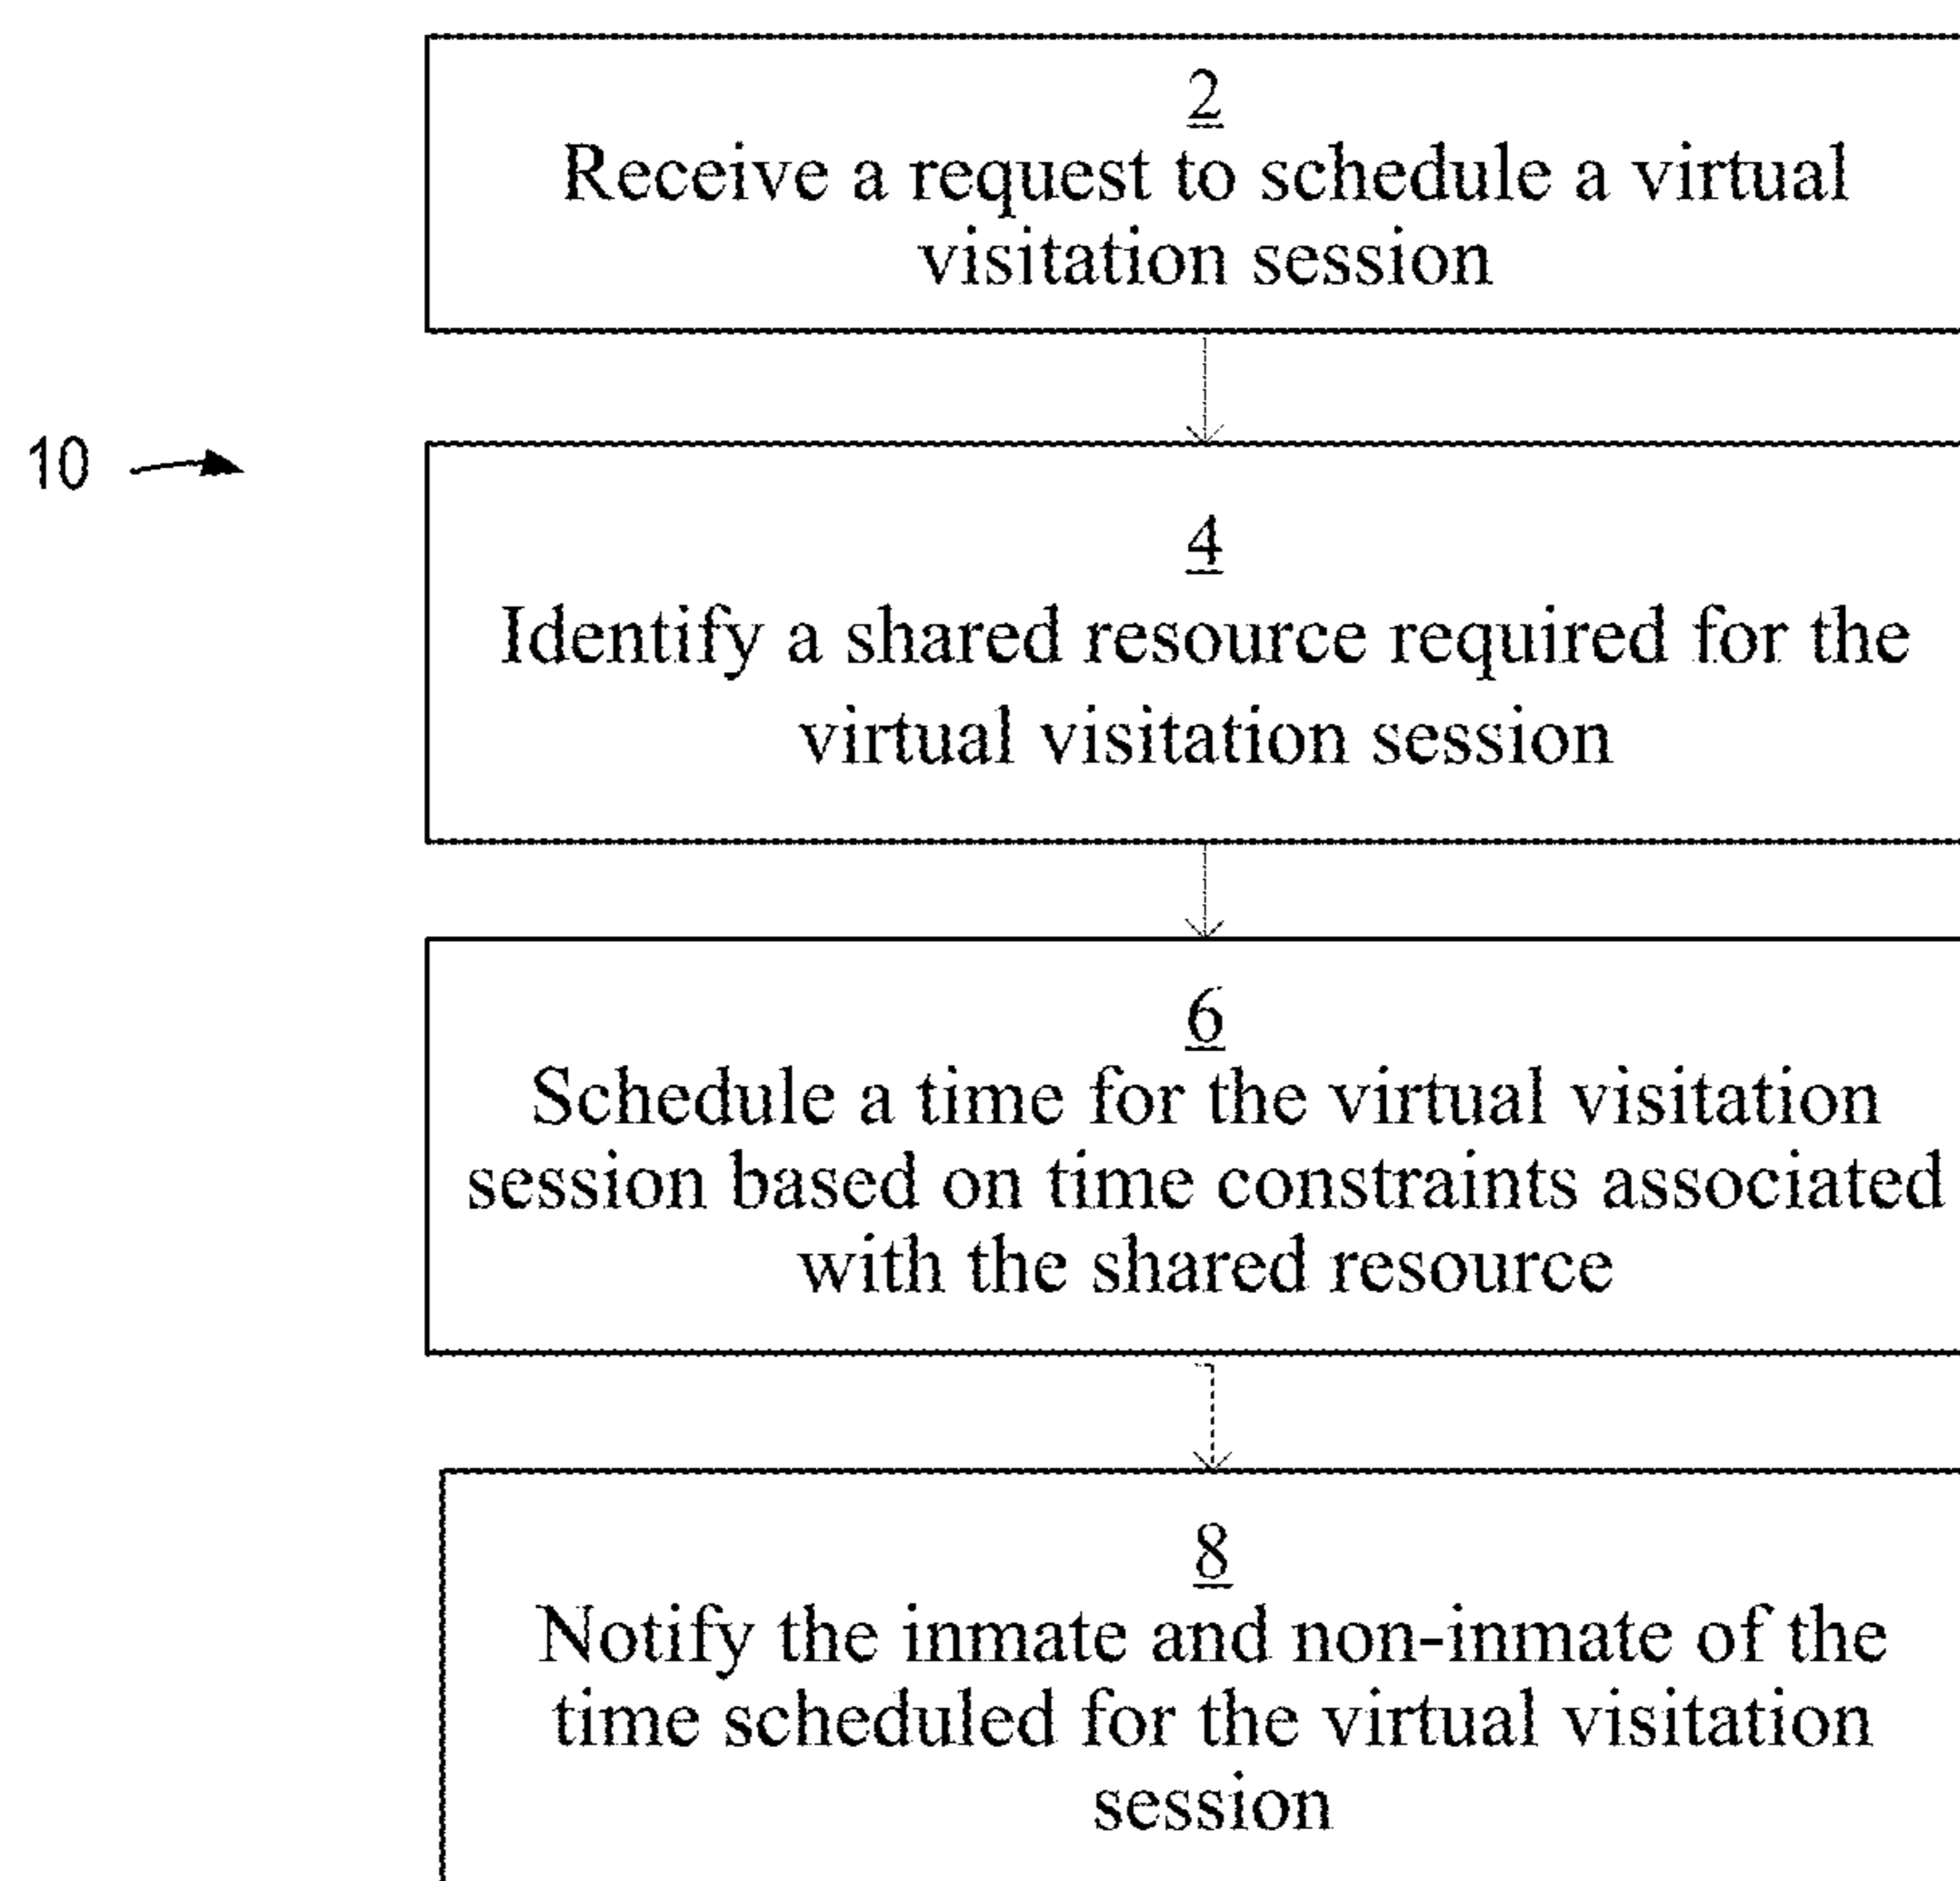 2
Receive a request to schedule a virtual
visitation session
10
4
Identify a shared resource required for the
virtual visitation session
6
Schedule a time for the virtual visitation
session based on time constraints associated
with the shared resource
8
Notify the inmate and non-inmate of the
time scheduled for the virtual visitation
session